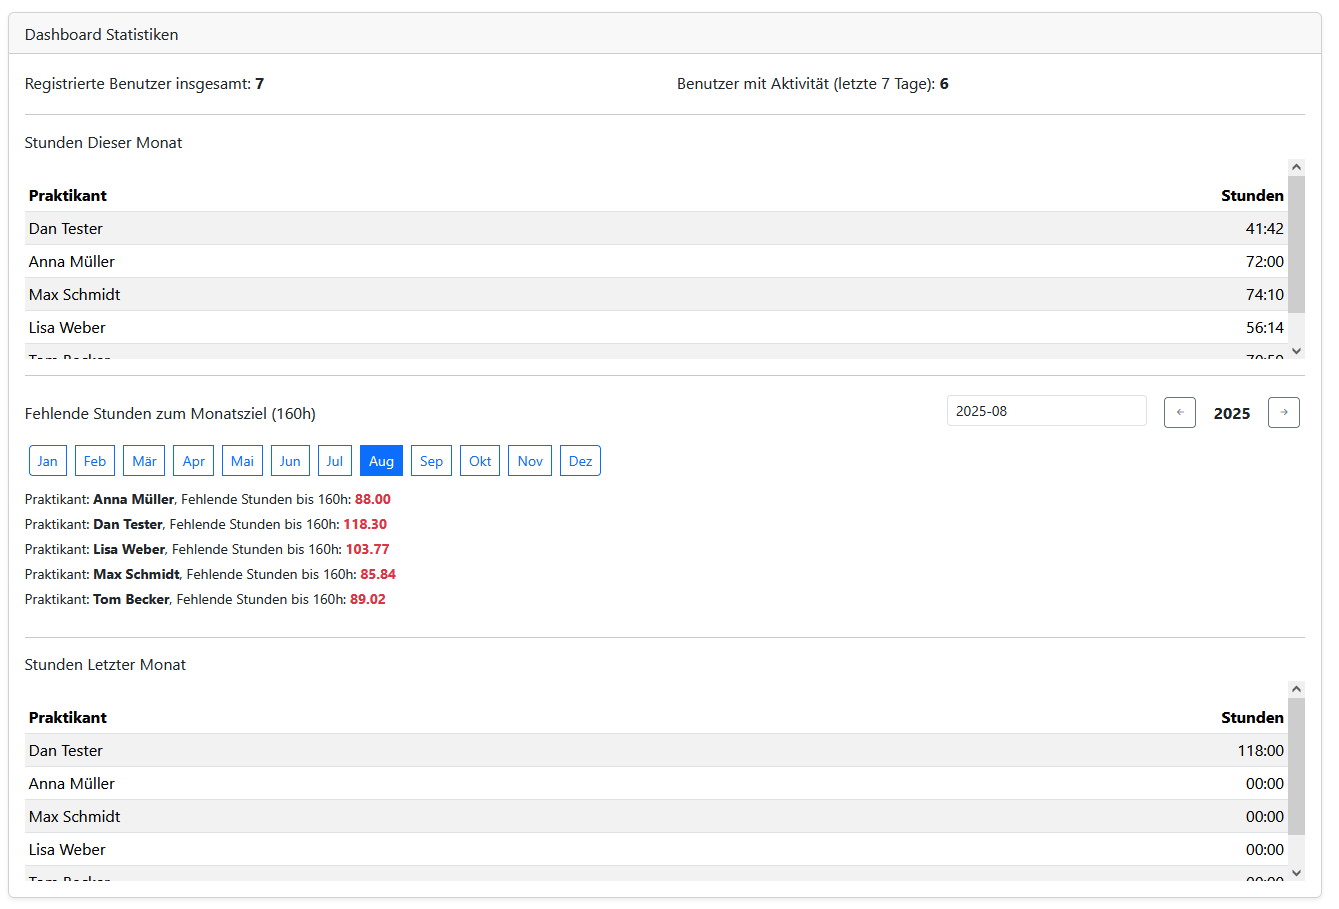 Dashboard Statistiken
Registrierte Benutzer insgesamt: 7 Benutzer mit Aktivität (letzte 7 Tage): 6
Stunden Dieser Monat
Praktikant Stunden
Dan Tester 41:42
Anna Müller 72:00
Max Schmidt 74:10
Lisa Weber 56:14
Tom Becker
Fehlende Stunden zum Monatsziel (160h) 2025-08 ← 2025 →
Jan Feb Mär Apr Mai Jun Jul Aug Sep Okt Nov Dez
Praktikant: Anna Müller, Fehlende Stunden bis 160h: 88.00
Praktikant: Dan Tester, Fehlende Stunden bis 160h: 118.30
Praktikant: Lisa Weber, Fehlende Stunden bis 160h: 103.77
Praktikant: Max Schmidt, Fehlende Stunden bis 160h: 85.84
Praktikant: Tom Becker, Fehlende Stunden bis 160h: 89.02
Stunden Letzter Monat
Praktikant Stunden
Dan Tester 118:00
Anna Müller 00:00
Max Schmidt 00:00
Lisa Weber 00:00
Tom Becker 00:00